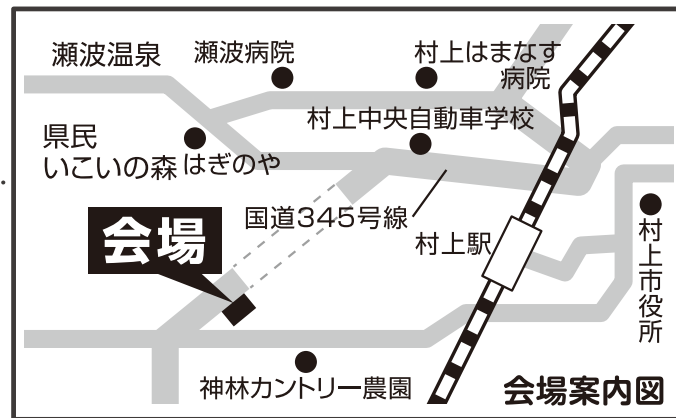 瀬波温泉
瀬波病院
村上はまなす
病院
県民
いこいの森
はぎのや
村上中央自動車学校
国道345号線
会場
村上駅
村上市役所
神林カントリー農園
会場案内図